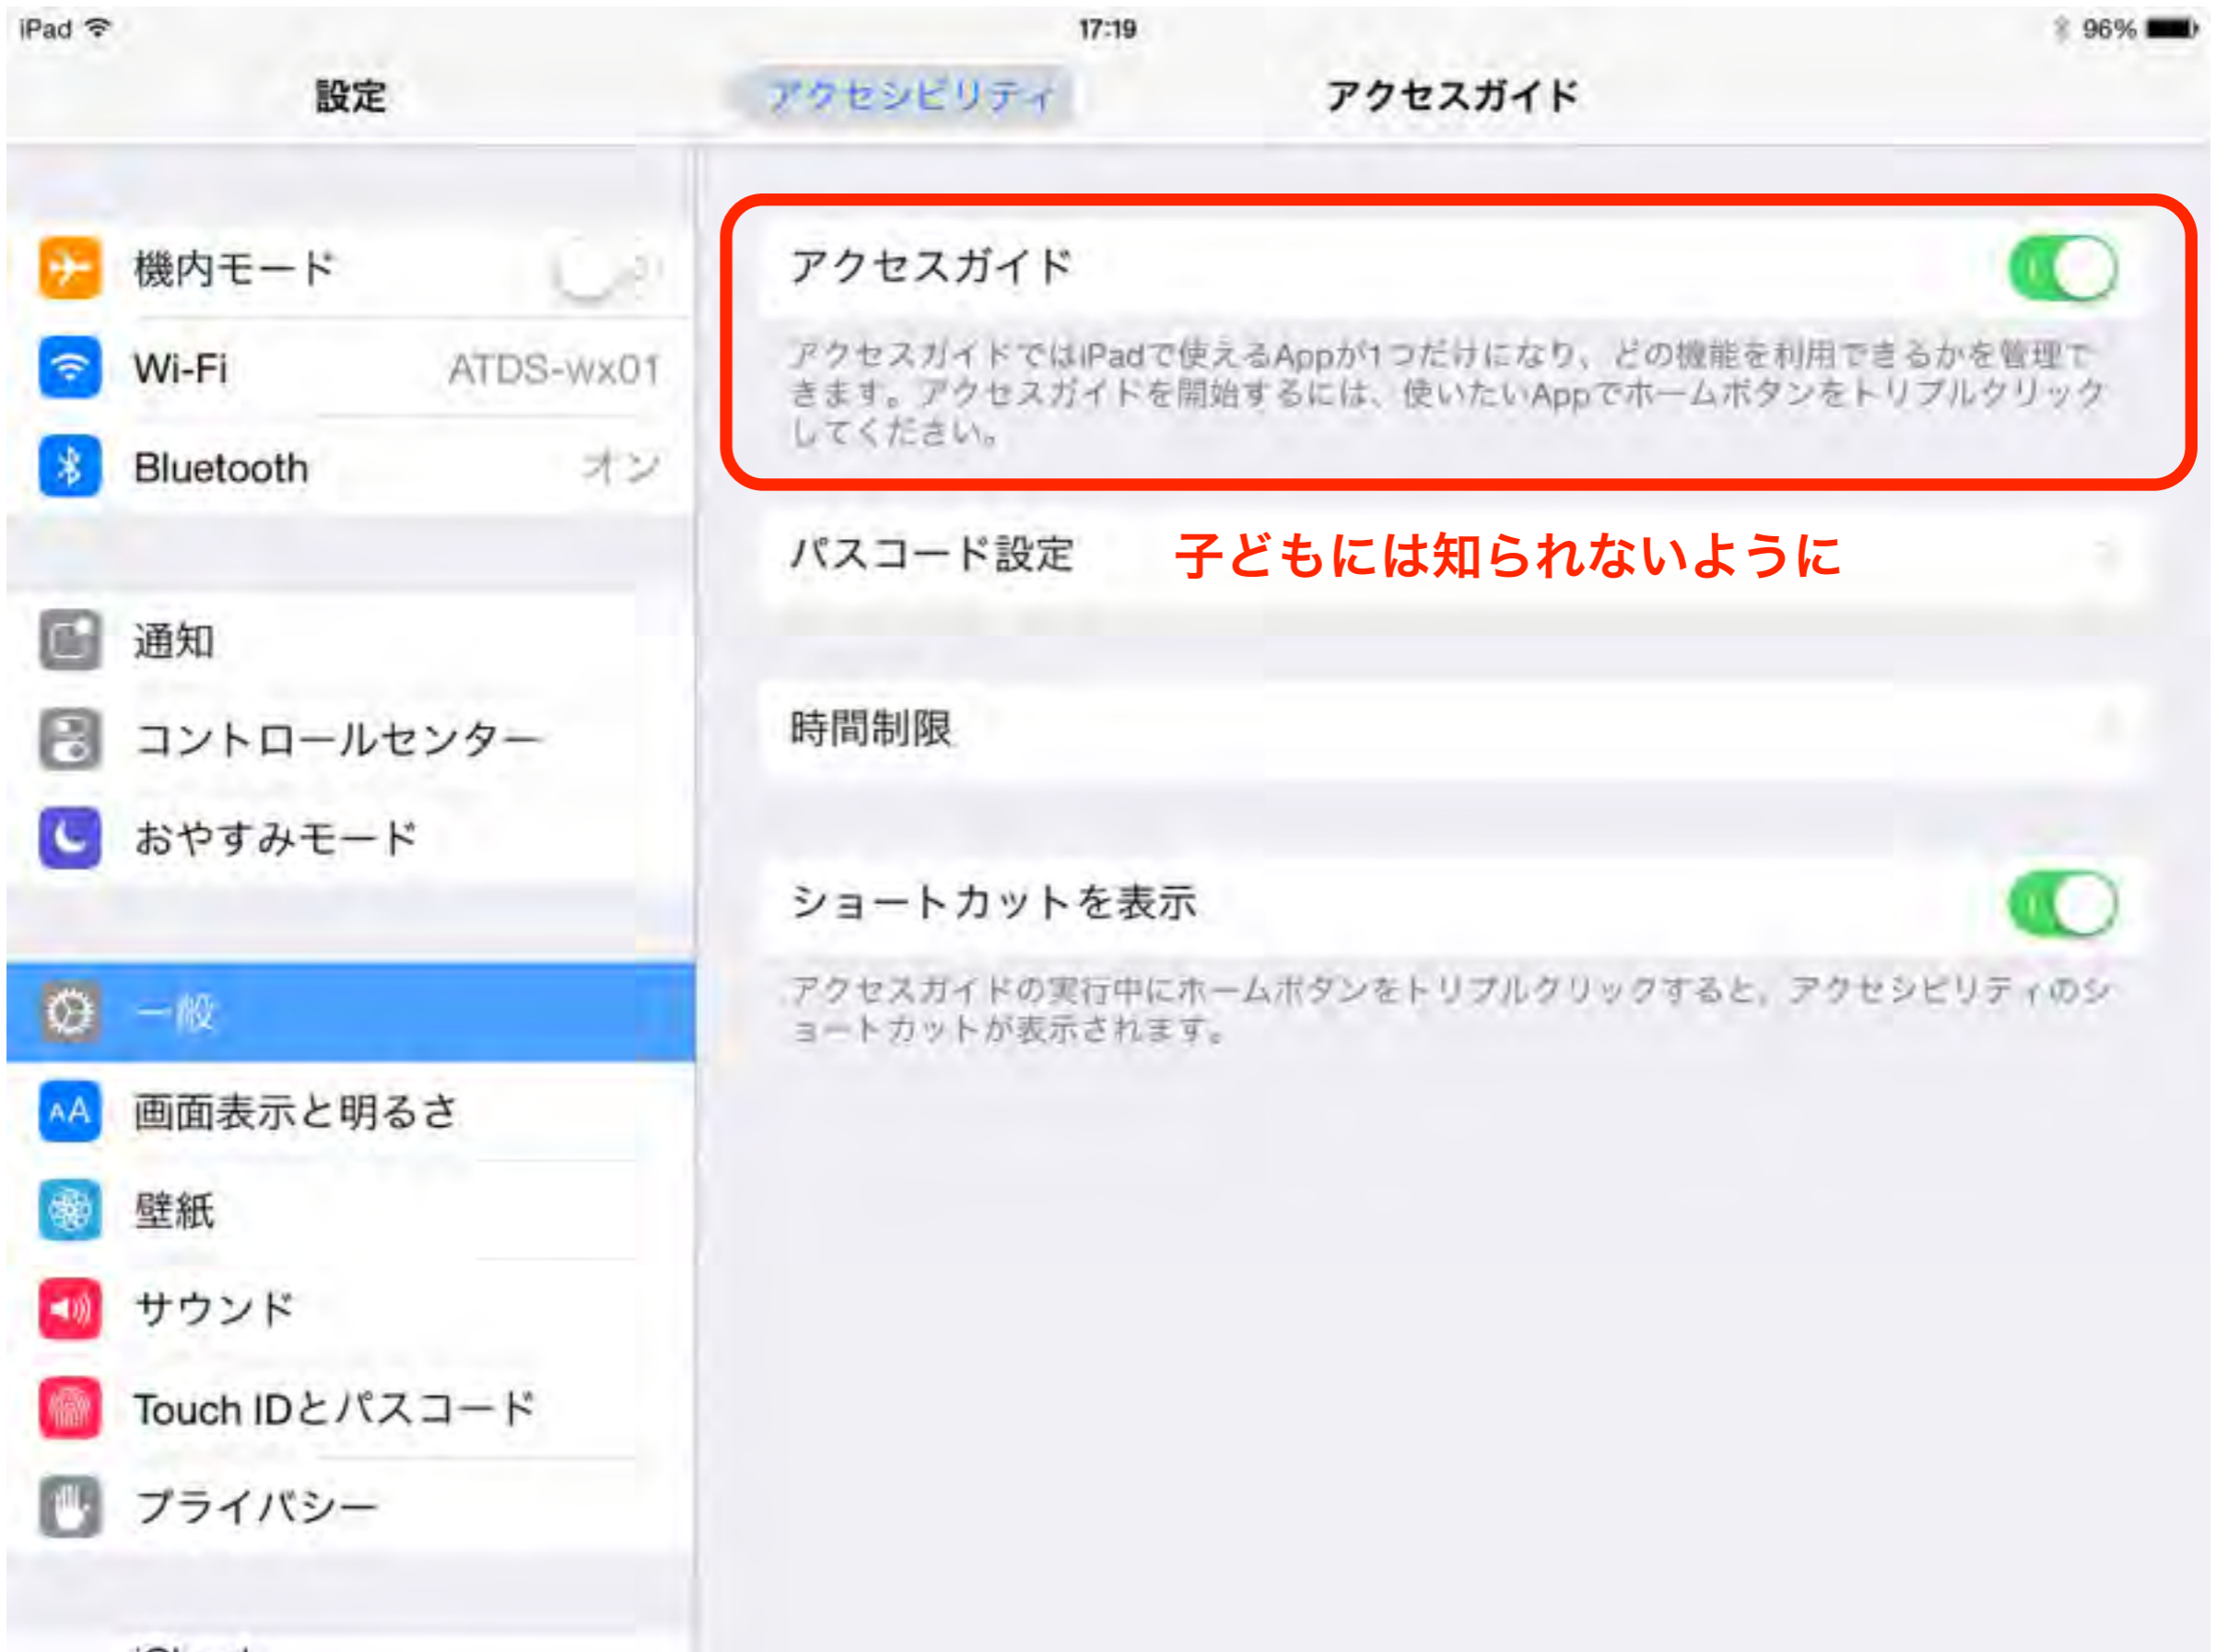 iPad 17:19 96%
設定 アクセシビリティ アクセスガイド
機内モード
Wi-Fi ATDS-wx01
Bluetooth オン
通知
コントロールセンター
おやすみモード
一般
画面表示と明るさ
壁紙
サウンド
Touch IDとパスコード
プライバシー
アクセスガイド
アクセスガイドではiPadで使えるAppが1つだけになり、どの機能を利用できるかを管理で
きます。アクセスガイドを開始するには、使いたいAppでホームボタンをトリプルクリック
してください。
パスコード設定 子どもには知られないように
時間制限
ショートカットを表示
アクセスガイドの実行中にホームボタンをトリプルクリックすると、アクセシビリティのシ
ョートカットが表示されます。